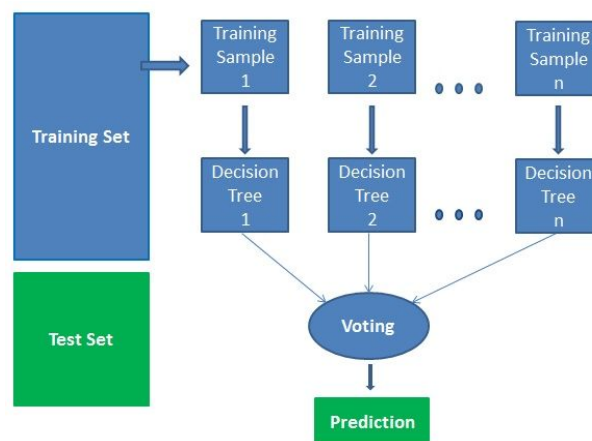 Training Set
Training
Sample
1
Training
Sample
2
Training
Sample
n
Decision
Tree
1
Decision
Tree
2
Decision
Tree
n
Voting
Test Set
Prediction